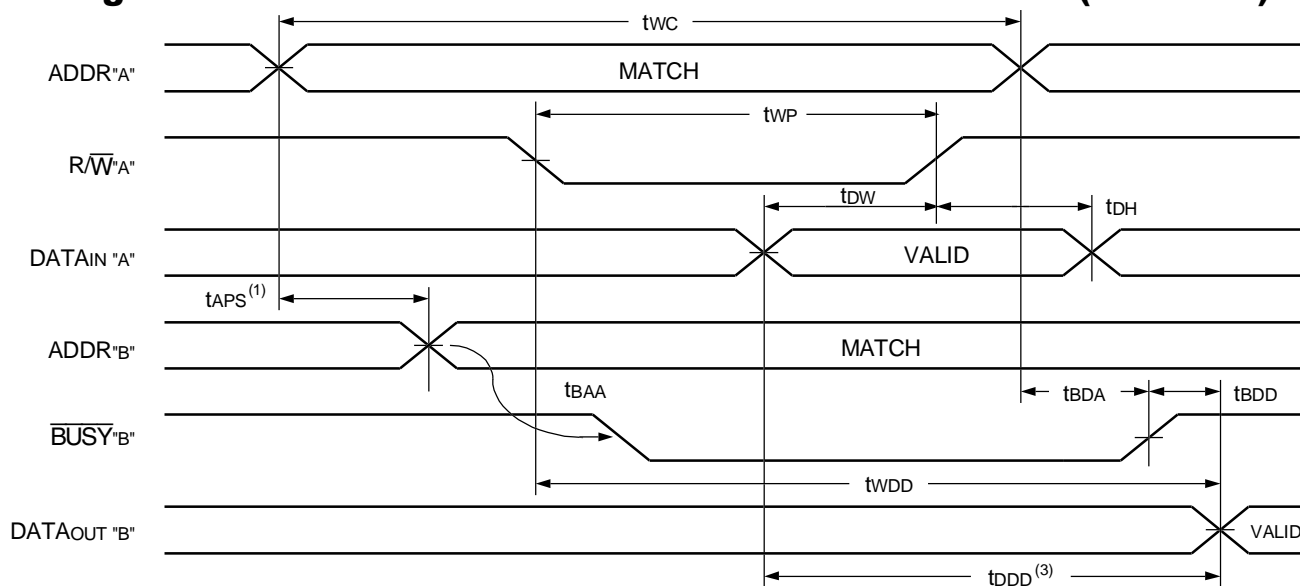 tWC
ADDR"A"
MATCH
tWP
R/W"A"
tDW
tDH
DATAIN "A"
VALID
tAPS(1)
ADDR"B"
MATCH
tBAA
tBDA
tBDD
BUSY"B"
tWDD
DATAOUT "B"
VALID
tDDD(3)